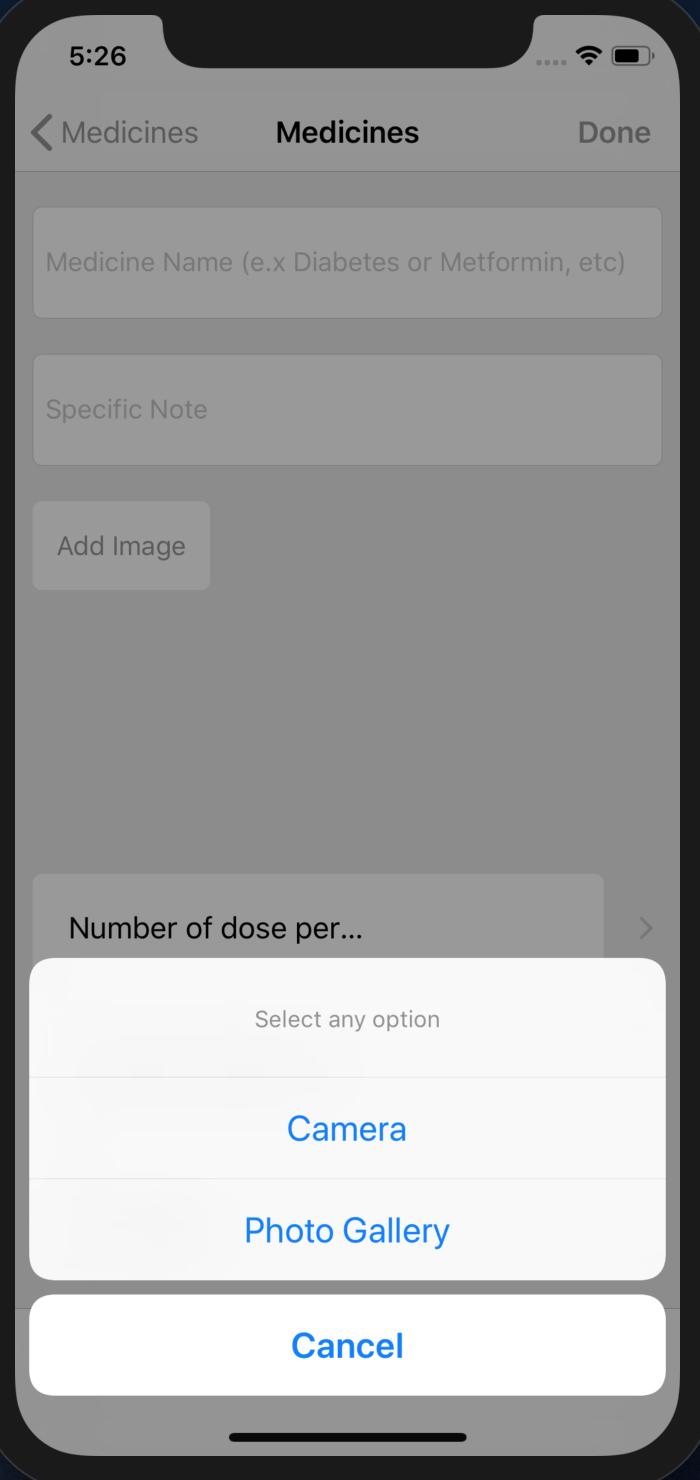 5:26
Medicines
Medicines
Done
Medicine Name (e.x Diabetes or Metformin, etc)
Specific Note
Add Image
Number of dose per...
Select any option
Camera
Photo Gallery
Cancel